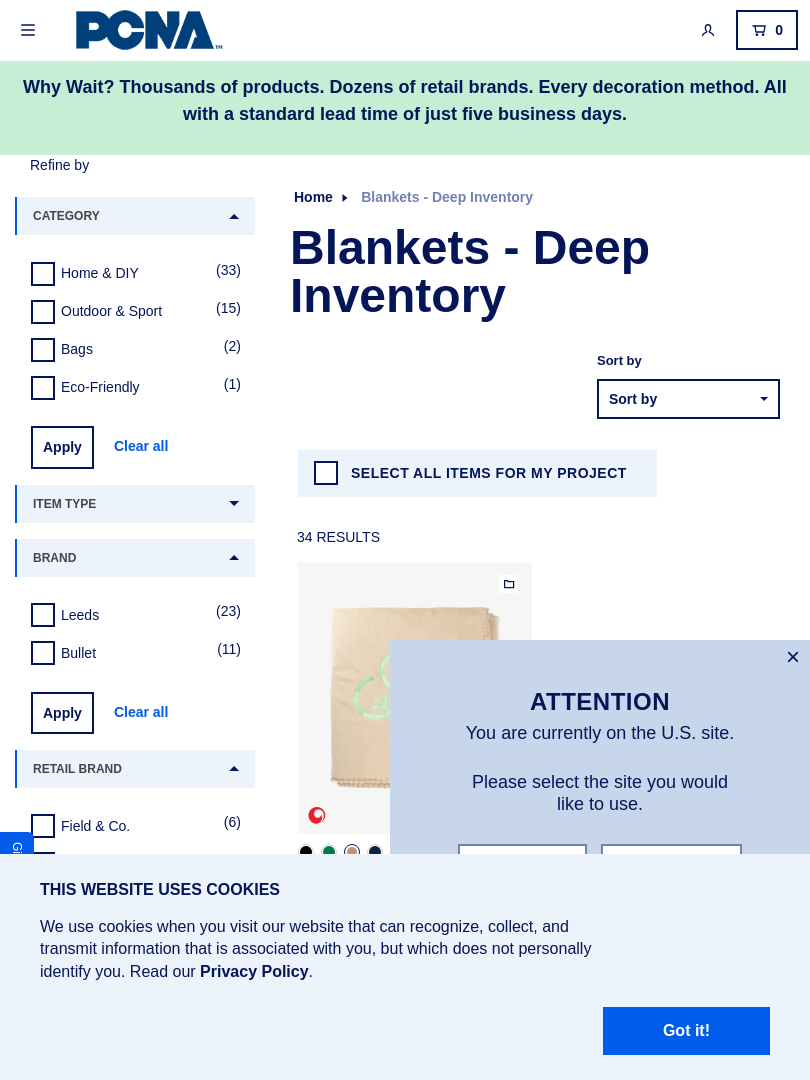 PCNA™
0
Why Wait? Thousands of products. Dozens of retail brands. Every decoration method. All
with a standard lead time of just five business days.
Refine by
CATEGORY
Home & DIY (33)
Outdoor & Sport (15)
Bags (2)
Eco-Friendly (1)
Apply Clear all
ITEM TYPE
BRAND
Leeds (23)
Bullet (11)
Apply Clear all
RETAIL BRAND
Field & Co. (6)
Home Blankets - Deep Inventory
Blankets - Deep
Inventory
Sort by
Sort by
SELECT ALL ITEMS FOR MY PROJECT
34 RESULTS
×
ATTENTION
You are currently on the U.S. site.
Please select the site you would
like to use.
THIS WEBSITE USES COOKIES
We use cookies when you visit our website that can recognize, collect, and
transmit information that is associated with you, but which does not personally
identify you. Read our Privacy Policy.
Got it!